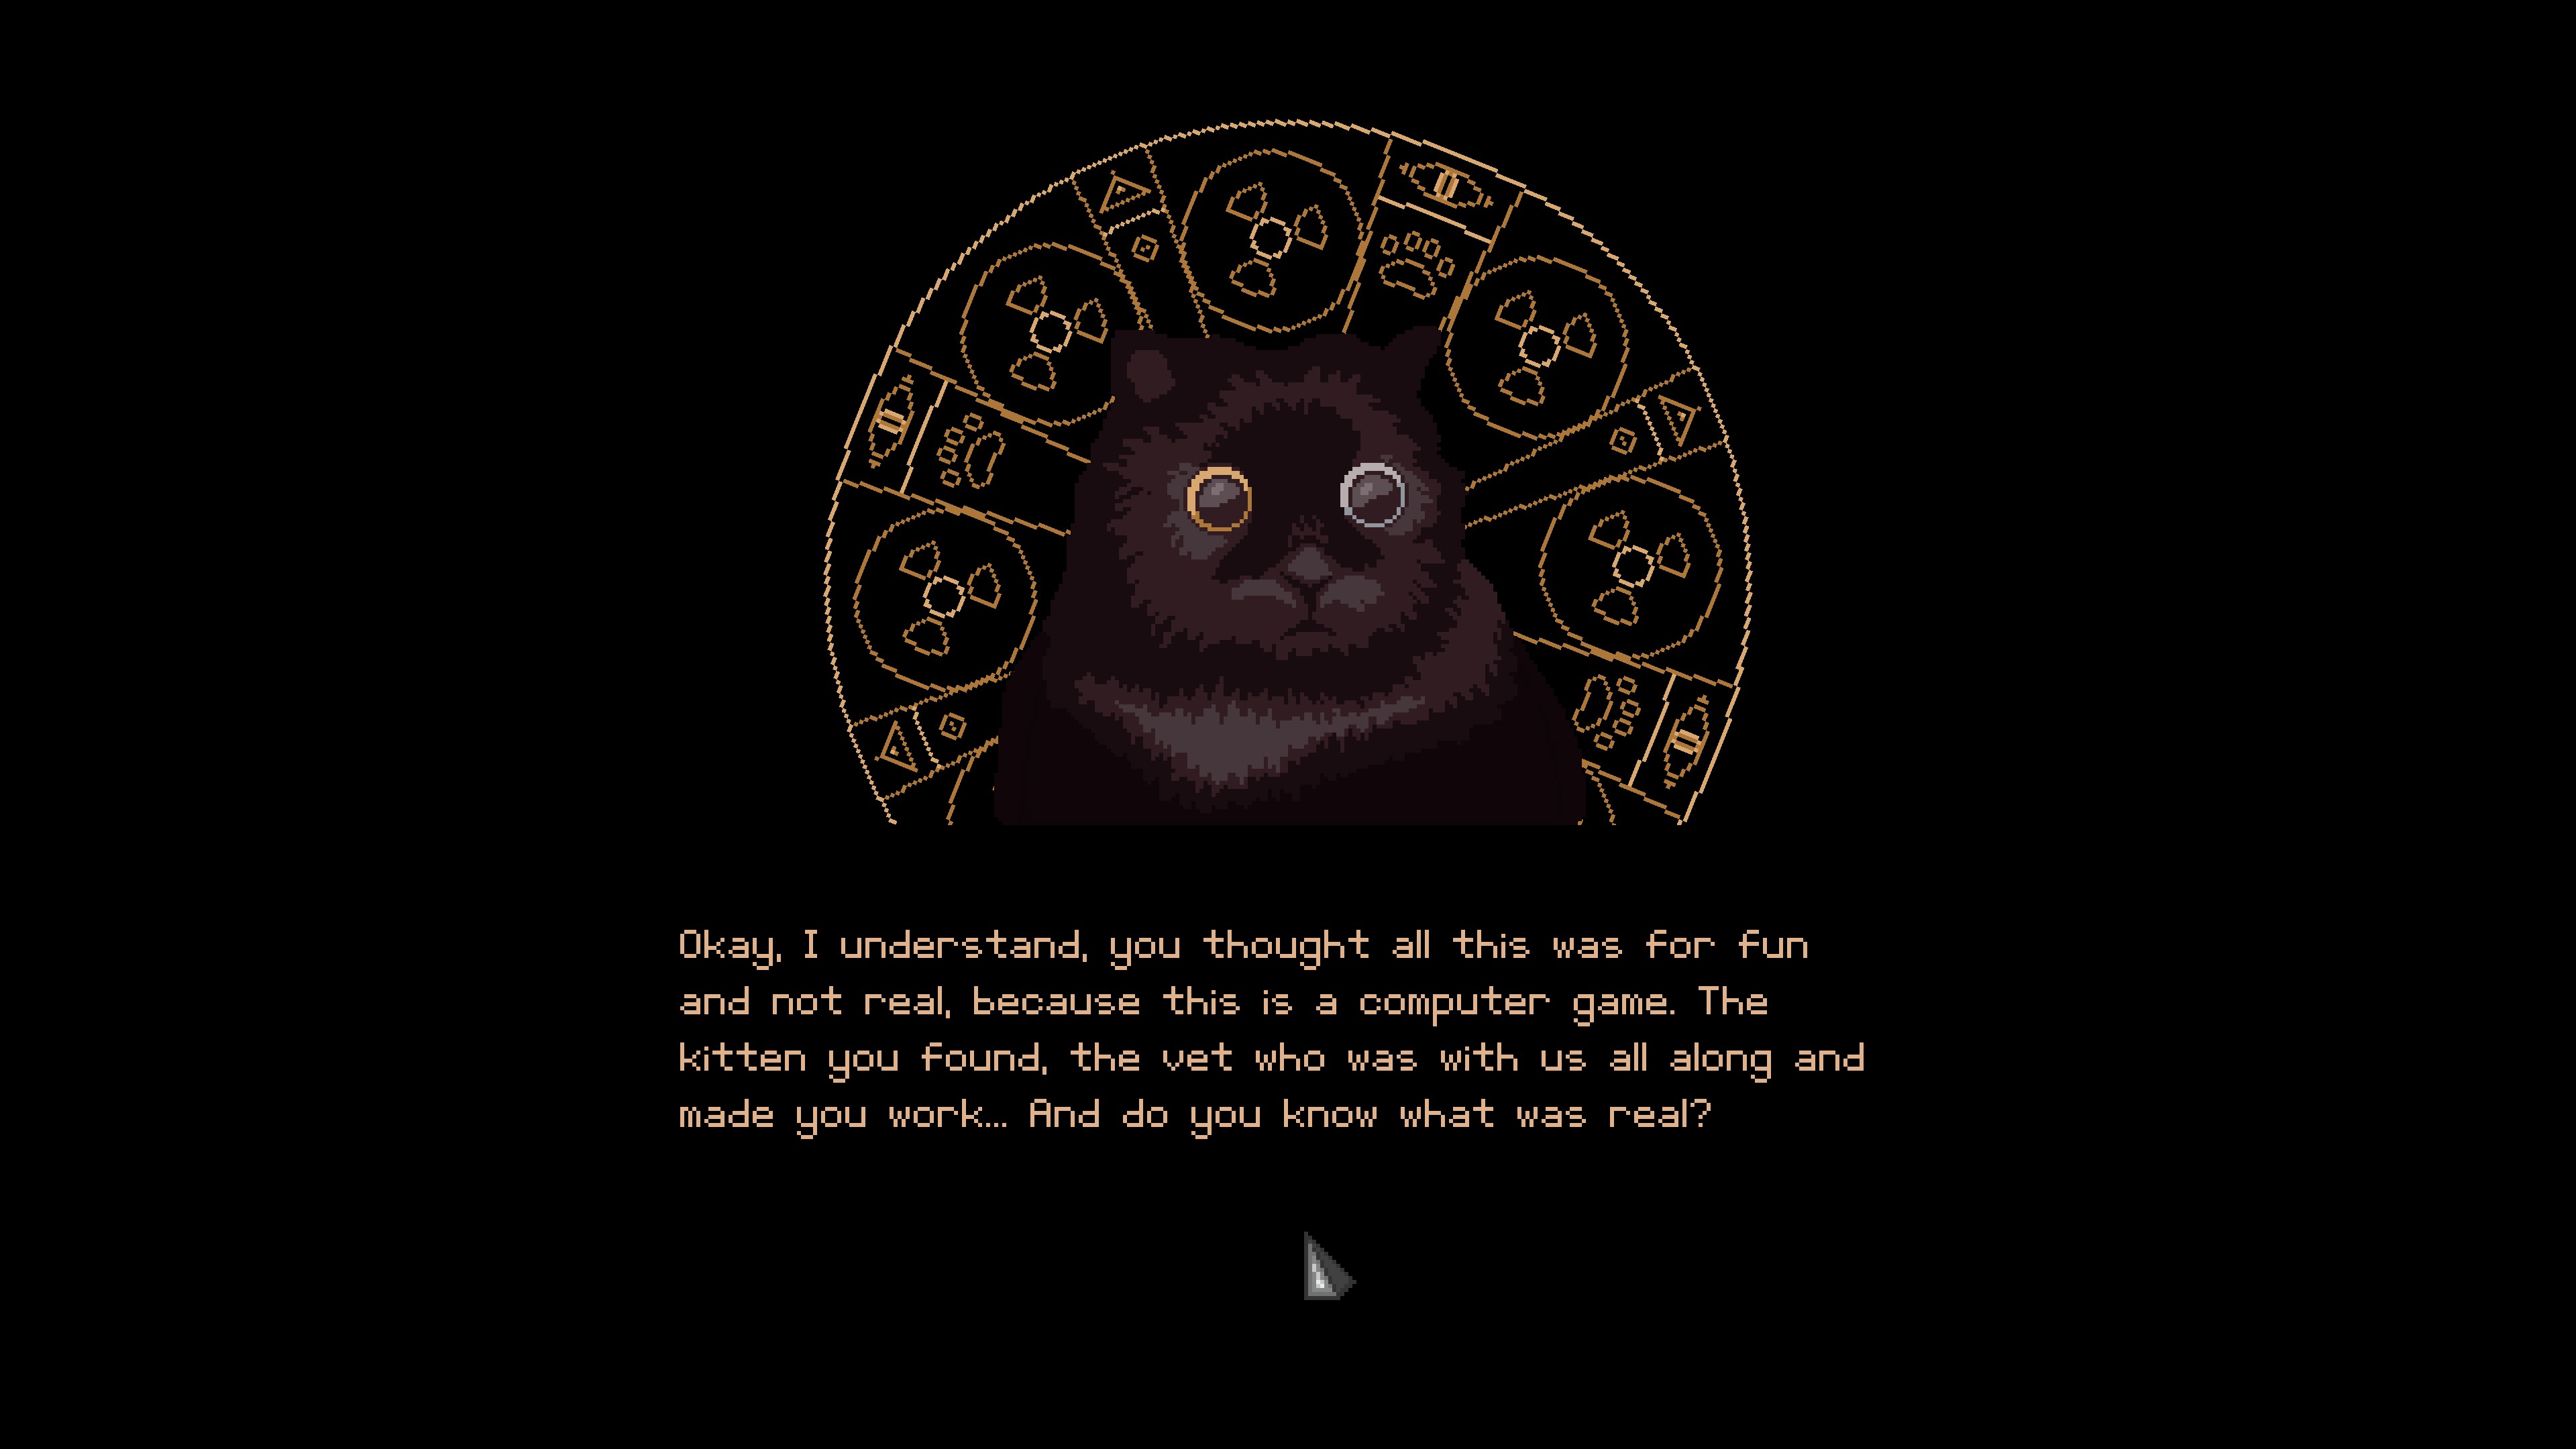 Okay, I understand, you thought all this was for fun
and not real, because this is a computer game. The
kitten you found, the vet who was with us all along and
made you work... And do you know what was real?